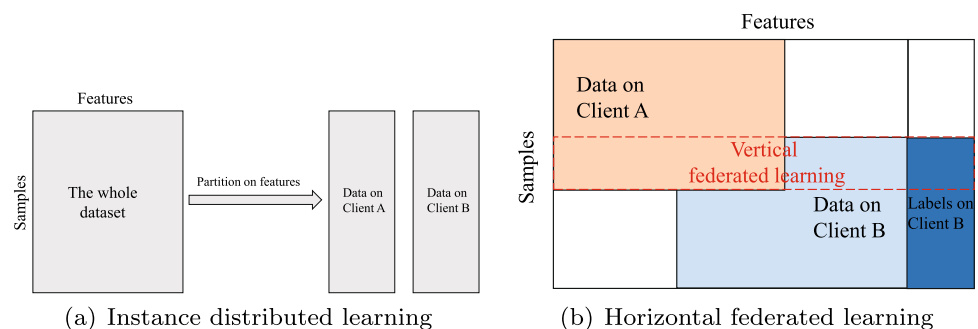 Features
Samples
The whole
dataset
Partition on features
Data on
Client A
Data on
Client B
(a) Instance distributed learning
Features
Samples
Data on
Client A
Vertical
federated learning
Data on
Client B
Labels on
Client B
(b) Horizontal federated learning